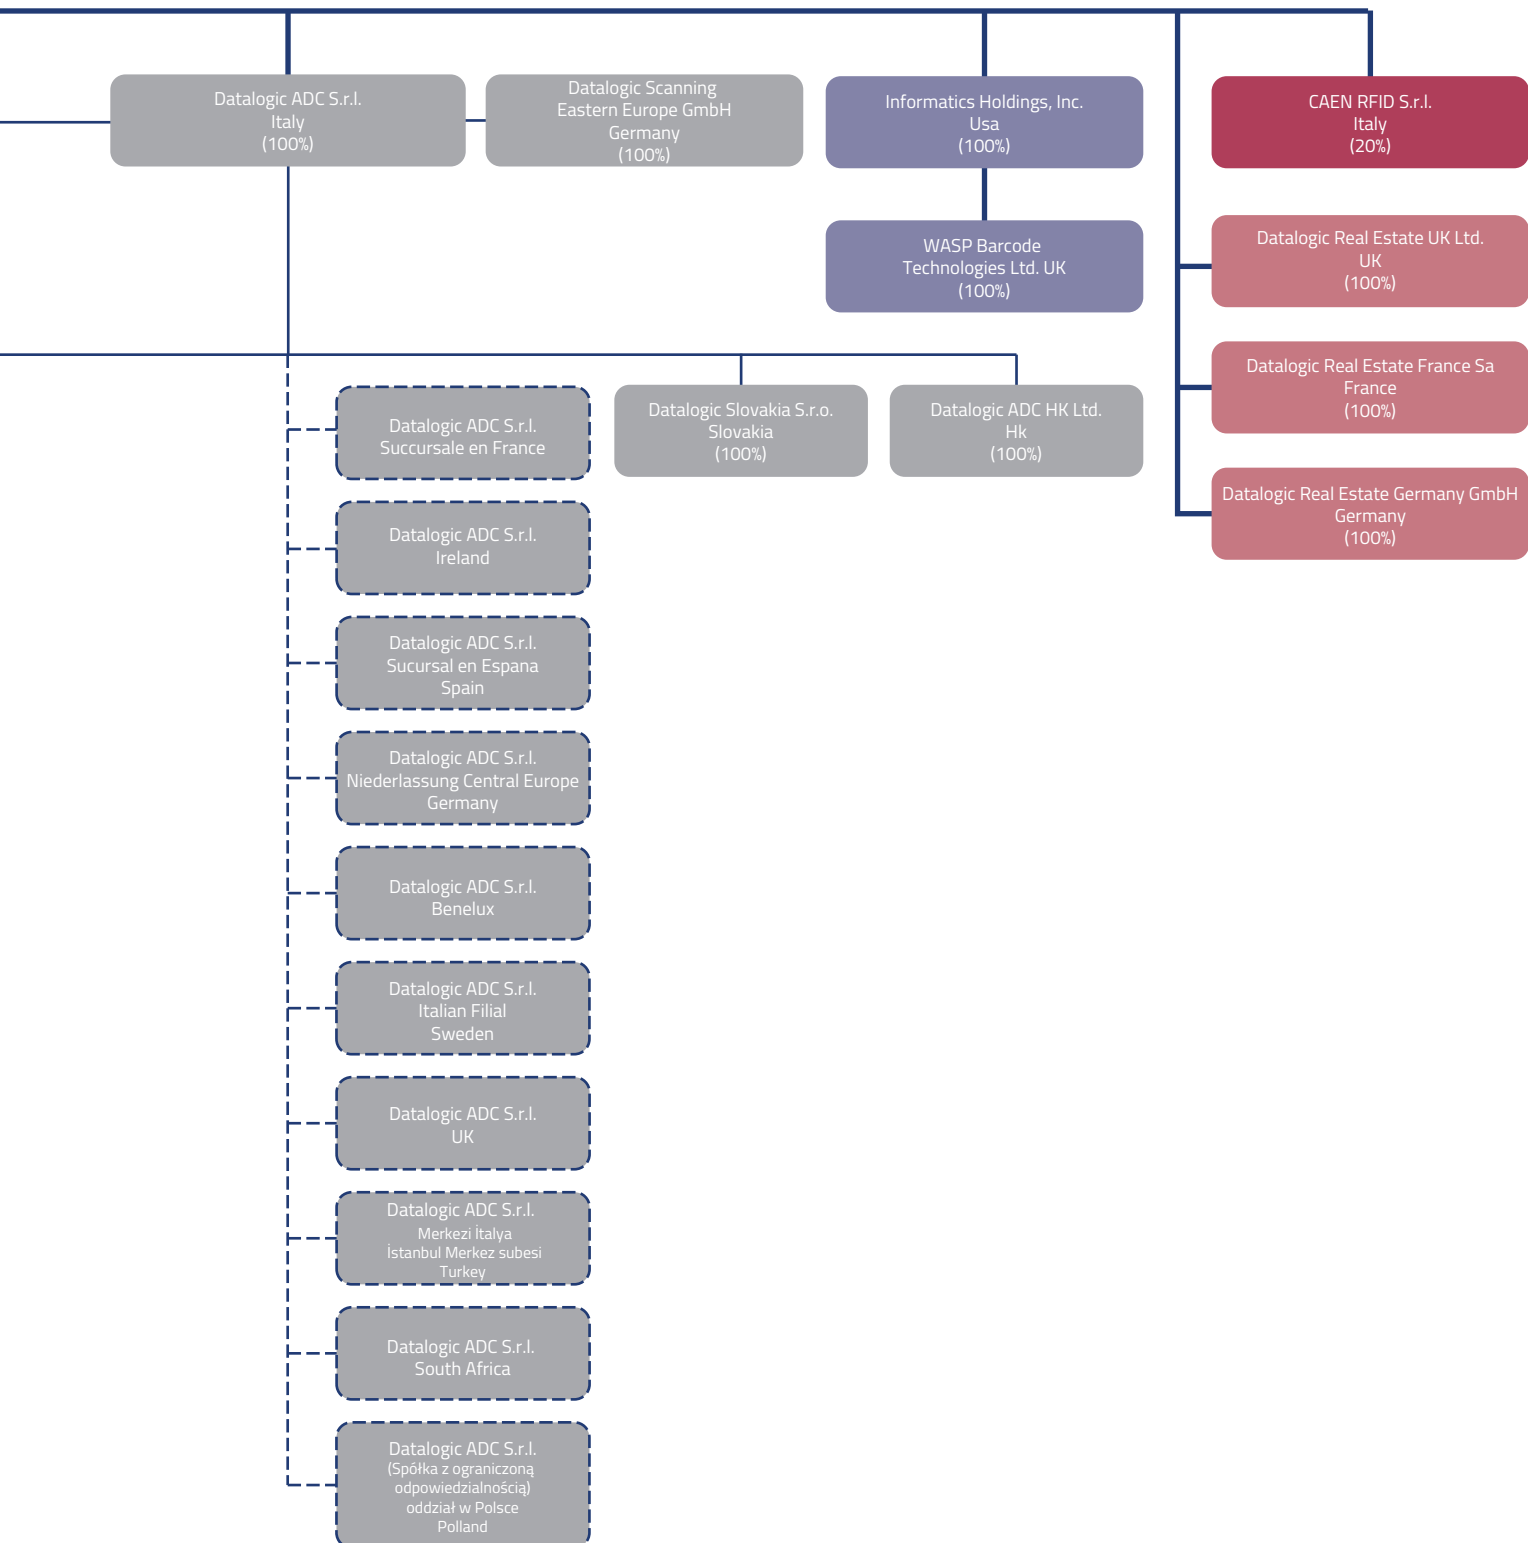 Datalogic ADC S.r.l.
Italy
(100%)
Datalogic Scanning
Eastern Europe GmbH
Germany
(100%)
Informatics Holdings, Inc.
Usa
(100%)
CAEN RFID S.r.l.
Italy
(20%)
WASP Barcode
Technologies Ltd. UK
(100%)
Datalogic Real Estate UK Ltd.
UK
(100%)
Datalogic Real Estate France Sa
France
(100%)
Datalogic Real Estate Germany GmbH
Germany
(100%)
Datalogic Slovakia S.r.o.
Slovakia
(100%)
Datalogic ADC HK Ltd.
Hk
(100%)
Datalogic ADC S.r.l.
Succursale en France
Datalogic ADC S.r.l.
Ireland
Datalogic ADC S.r.l.
Sucursal en Espana
Spain
Datalogic ADC S.r.l.
Niederlassung Central Europe
Germany
Datalogic ADC S.r.l.
Benelux
Datalogic ADC S.r.l.
Italian Filial
Sweden
Datalogic ADC S.r.l.
UK
Datalogic ADC S.r.l.
Merkezi İtalya
İstanbul Merkez subesi
Turkey
Datalogic ADC S.r.l.
South Africa
Datalogic ADC S.r.l.
(Spółka z ograniczoną
odpowiedzialnością)
oddział w Polsce
Polland